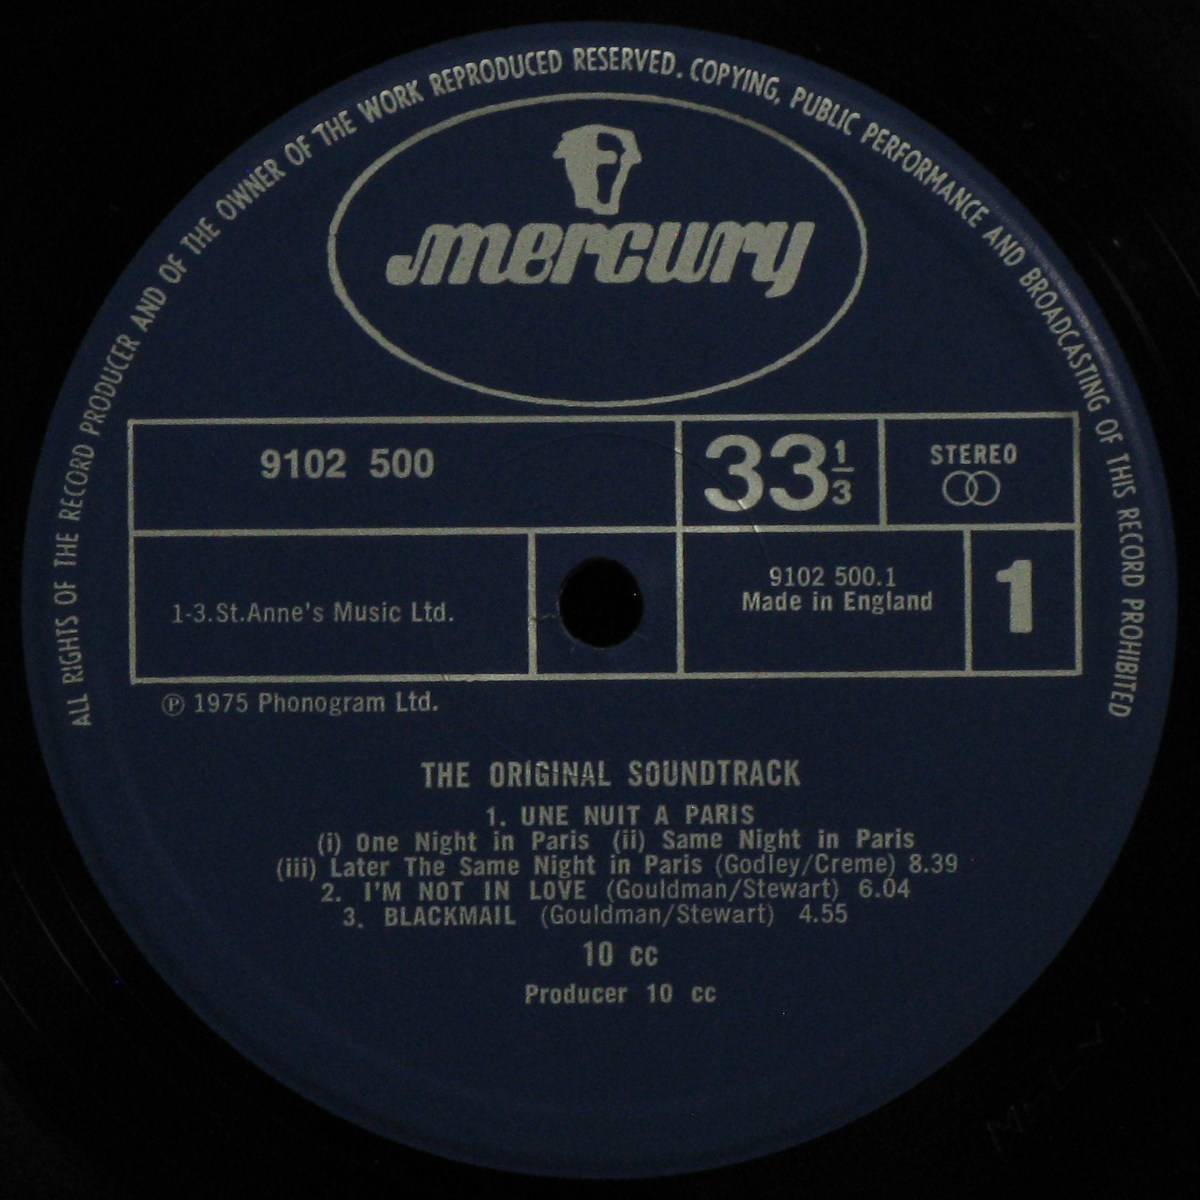 ALL RIGHTS OF THE RECORD PRODUCER AND OF THE OWNER OF THE WORK REPRODUCED RESERVED. COPYING, PUBLIC PERFORMANCE AND BROADCASTING OF THIS RECORD PROHIBITED
mercury
9102 500
33 1/3
STEREO
1-3.St.Anne's Music Ltd.
9102 500.1
Made in England
1
℗ 1975 Phonogram Ltd.
THE ORIGINAL SOUNDTRACK
1. UNE NUIT A PARIS
(i) One Night in Paris (ii) Same Night in Paris
(iii) Later The Same Night in Paris (Godley/Creme) 8.39
2. I'M NOT IN LOVE (Gouldman/Stewart) 6.04
3. BLACKMAIL (Gouldman/Stewart) 4.55
10 cc
Producer 10 cc